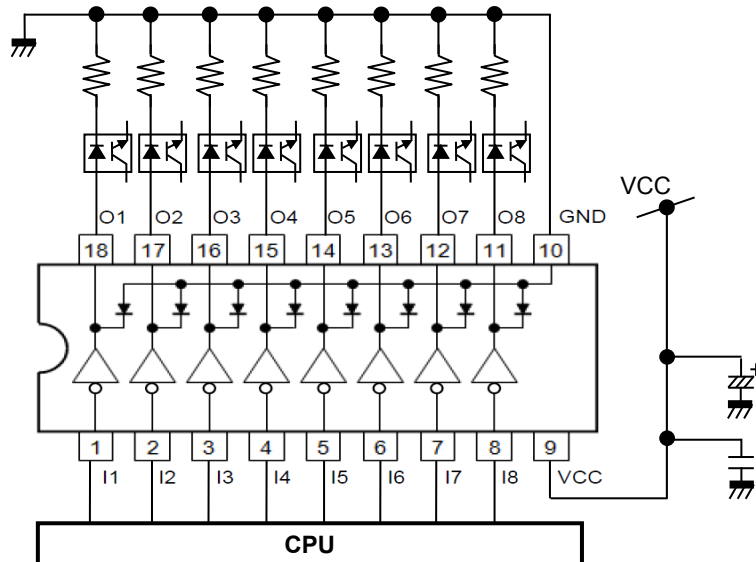 VCC
O1 O2 O3 O4 O5 O6 O7 O8 GND
18 17 16 15 14 13 12 11 10
+
1 2 3 4 5 6 7 8 9
I1 I2 I3 I4 I5 I6 I7 I8 VCC
CPU